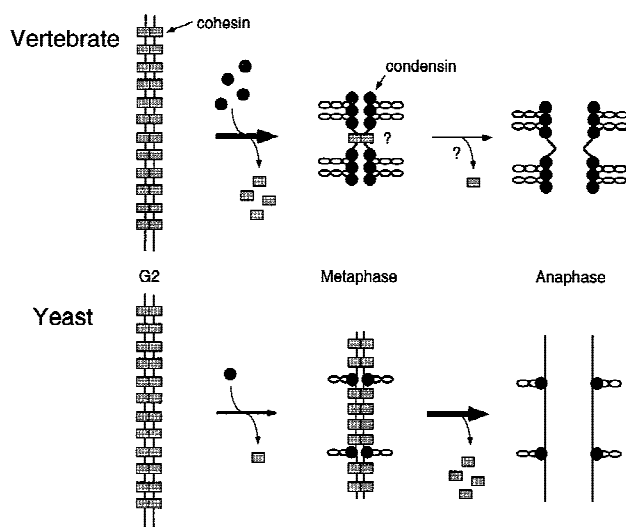 Vertebrate
cohesin
condensin
?
?
G2
Metaphase
Anaphase
Yeast